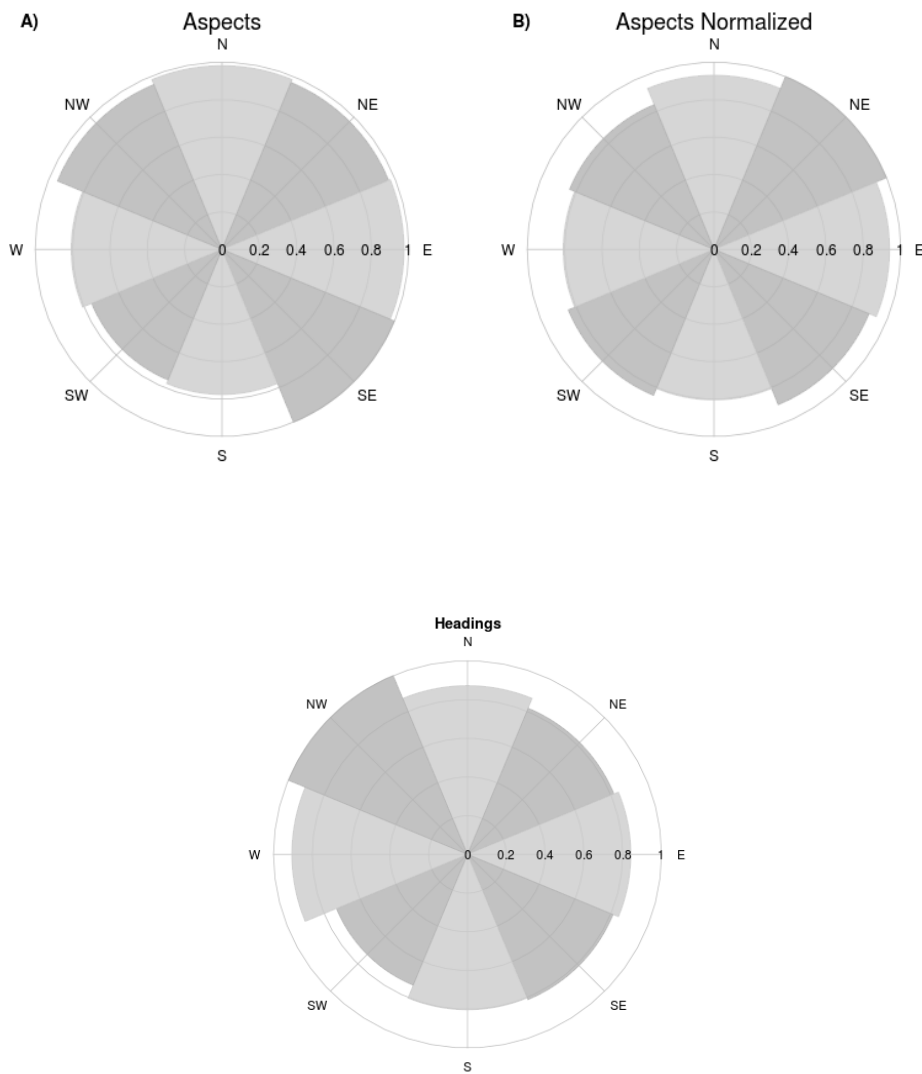 A)
Aspects
N
NW
NE
W
0 0.2 0.4 0.6 0.8 1 E
SW
SE
S
B)
Aspects Normalized
N
NW
NE
W
0 0.2 0.4 0.6 0.8 1 E
SW
SE
S
Headings
N
NW
NE
W
0 0.2 0.4 0.6 0.8 1 E
SW
SE
S